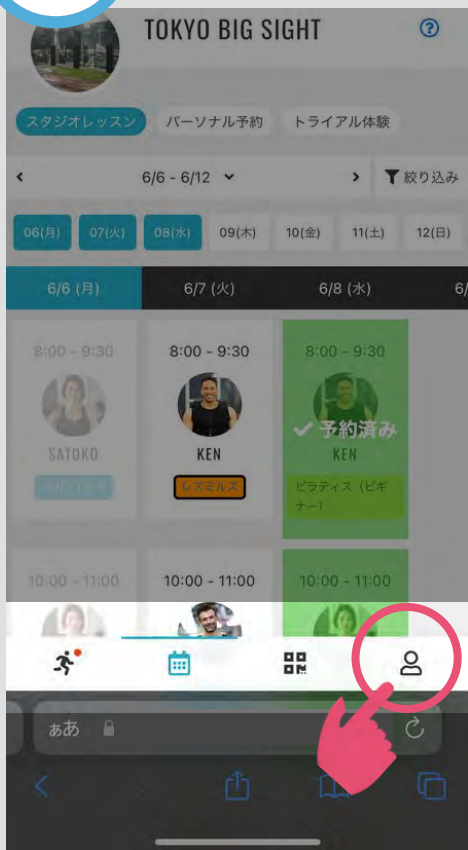 TOKYO BIG SIGHT
スタジオレッスン パーソナル予約 トライアル体験
6/6 - 6/12 絞り込み
06(月) 07(火) 08(水) 09(木) 10(金) 11(土) 12(日)
6/6 (月) 6/7 (火) 6/8 (水) 6/
8:00 - 9:30 8:00 - 9:30 8:00 - 9:30
予約済み
SATOKO KEN KEN
レズミルズ ピラティス（ビギ
ナー）
10:00 - 11:00 10:00 - 11:00 10:00 - 11:00
ぁあ